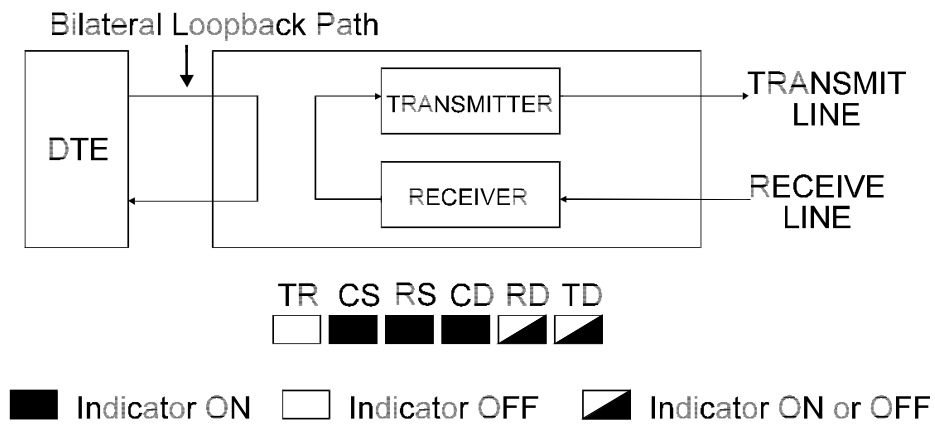 Bilateral Loopback Path
DTE
TRANSMITTER
TRANSMIT
LINE
RECEIVER
RECEIVE
LINE
TR CS RS CD RD TD
Indicator ON Indicator OFF Indicator ON or OFF